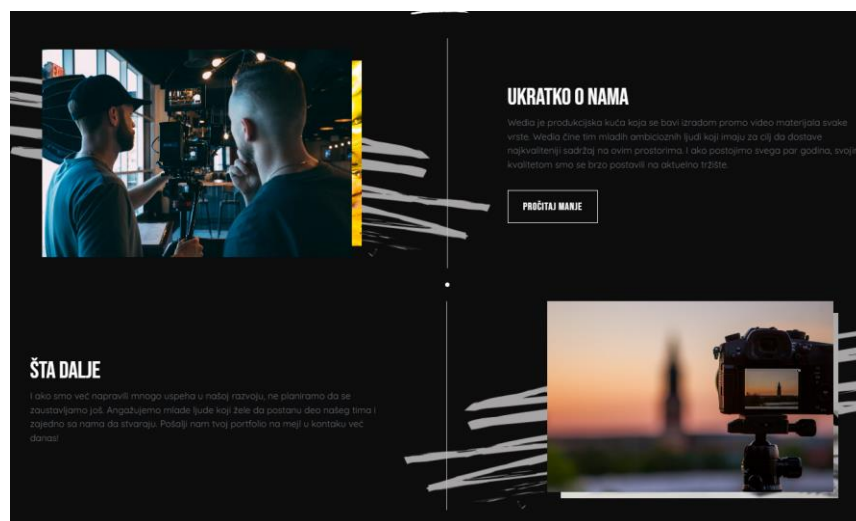 UKRATKO O NAMA
Wedia je produkcijska kuća koja se bavi izradom promo video materijala svake
vrste. Wedia čine tim mladih ambicioznih ljudi koji imaju za cilj da dostave
najkvaliteniji sadržaj na ovim prostorima. I ako postojimo svega par godina, svojim
kvalitetom smo se brzo postavili na aktuelno tržište.
PROČITAJ MANJE
ŠTA DALJE
I ako smo već napravili mnogo uspeha u našoj razvoju, ne planiramo da se
zaustavljamo još. Angažujemo mlade ljude koji žele da postanu deo našeg tima i
zajedno sa nama da stvaraju. Pošalji nam tvoj portfolio na mejl u kontaku već
danas!